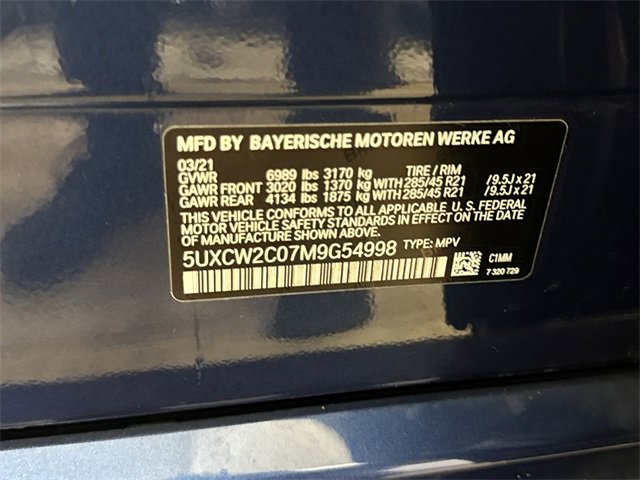 MFD BY BAYERISCHE MOTOREN WERKE AG
03/21
GVWR 6989 lbs 3170 kg TIRE / RIM
GAWR FRONT 3020 lbs 1370 kg WITH 285/45 R21 /9.5J x 21
GAWR REAR 4134 lbs 1875 kg WITH 285/45 R21 /9.5J x 21
THIS VEHICLE CONFORMS TO ALL APPLICABLE U. S. FEDERAL
MOTOR VEHICLE SAFETY STANDARDS IN EFFECT ON THE
DATE OF MANUFACTURE SHOWN ABOVE.
5UXCW2C07M9G54998 TYPE: MPV
C1MM
7 320 729